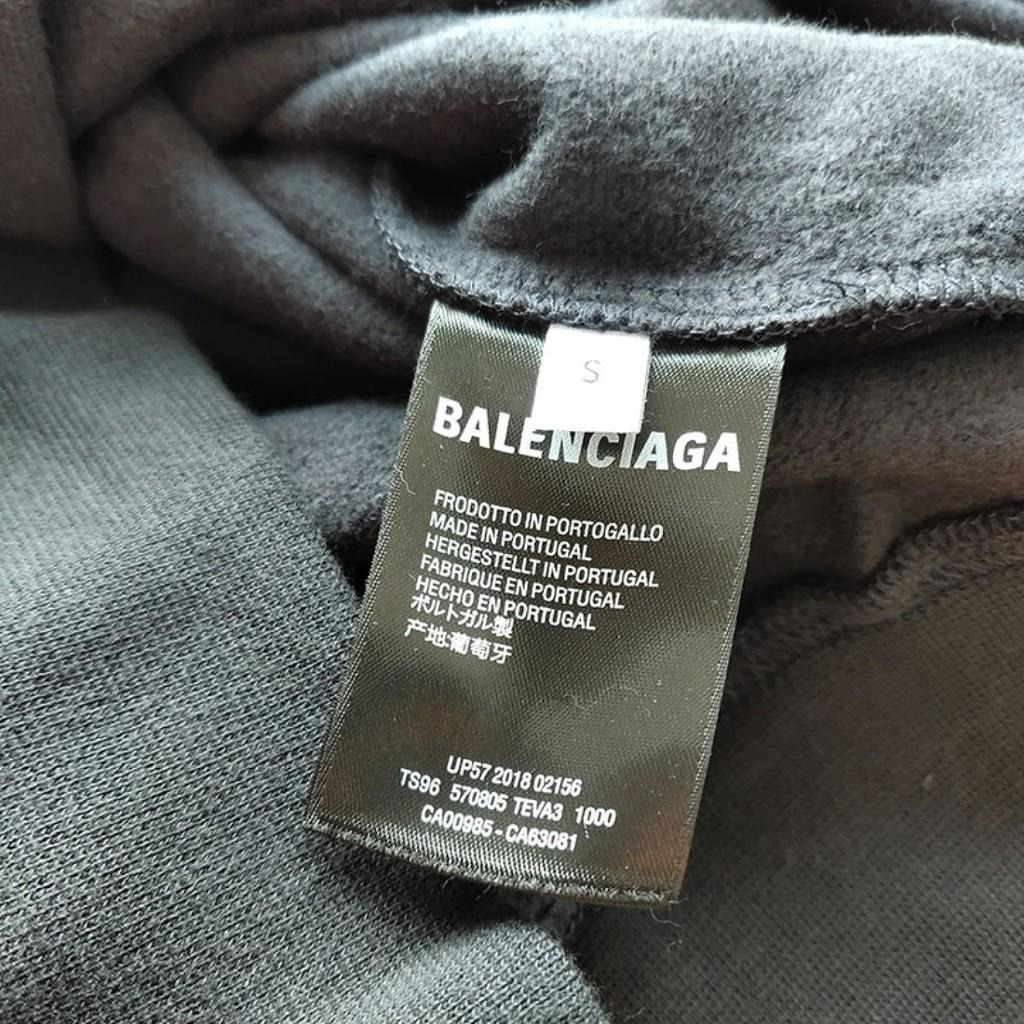 S
BALENCIAGA
FRODOTTO IN PORTOGALLO
MADE IN PORTUGAL
HERGESTELLT IN PORTUGAL
FABRIQUE EN PORTUGAL
HECHO EN PORTUGAL
ポルトガル製
产地:葡萄牙
UP57 2018 02156
TS96 570805 TEVA3 1000
CA00985 - CA63081